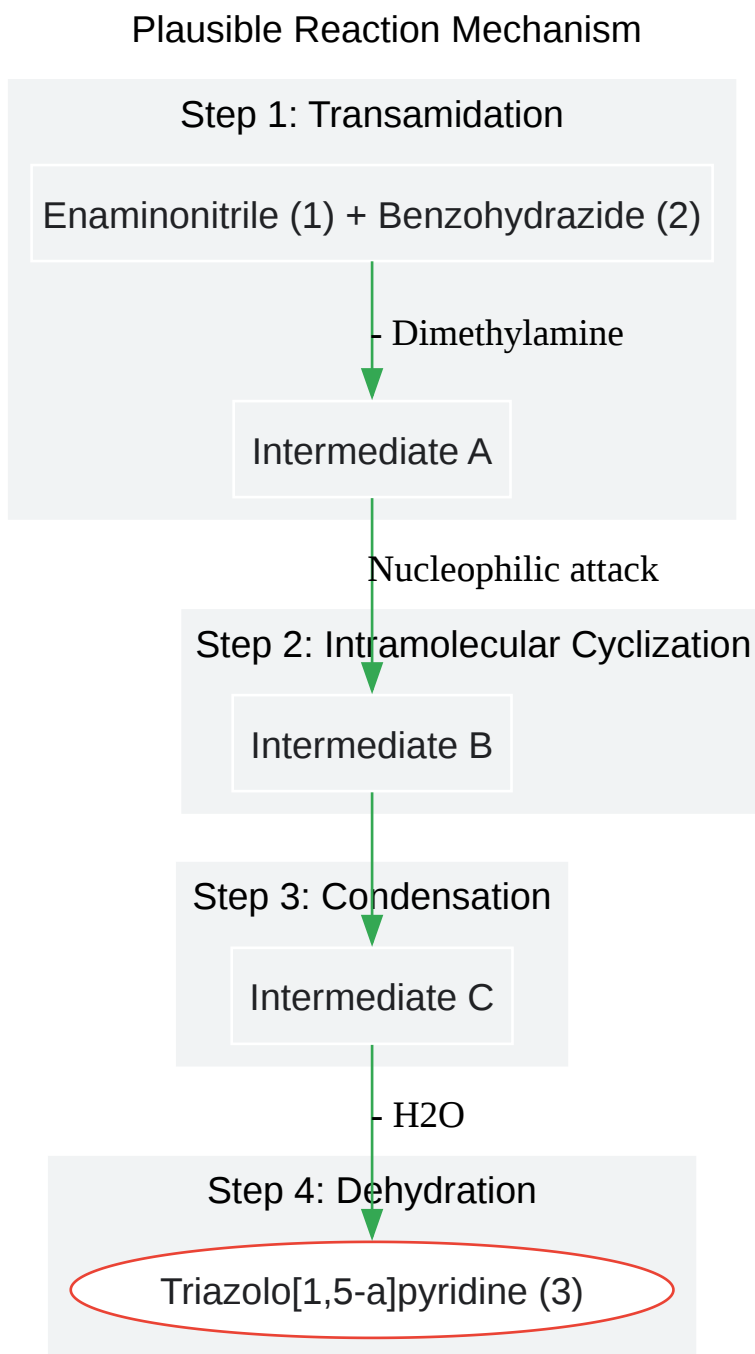 Plausible Reaction Mechanism
Step 1: Transamidation
Enaminonitrile (1) + Benzohydrazide (2)
- Dimethylamine
Intermediate A
Nucleophilic attack
Step 2: Intramolecular Cyclization
Intermediate B
Step 3: Condensation
Intermediate C
- H2O
Step 4: Dehydration
Triazolo[1,5-a]pyridine (3)